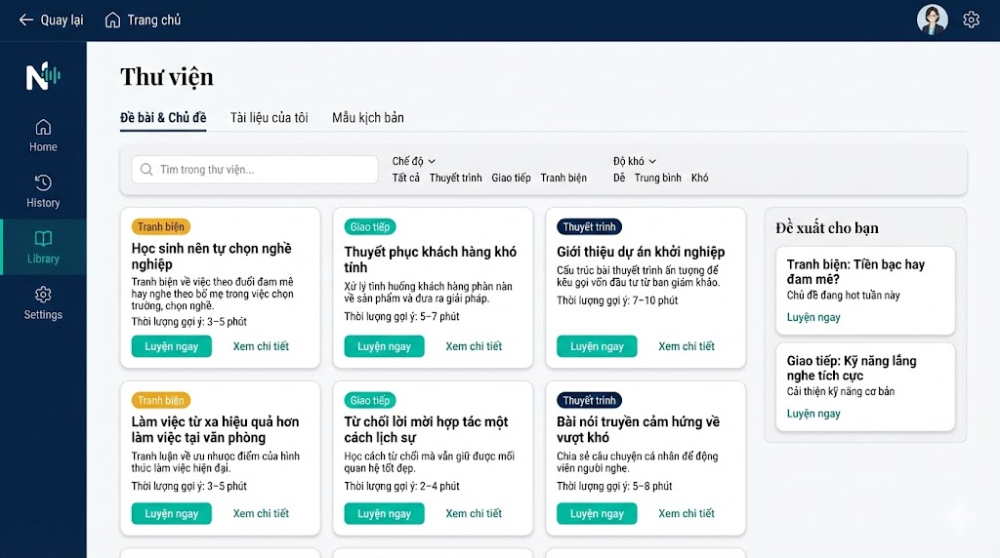 Quay lại
Trang chủ
N
Home
History
Library
Settings
Thư viện
Đề bài & Chủ đề
Tài liệu của tôi
Mẫu kịch bản
Tìm trong thư viện...
Chế độ
Tất cả Thuyết trình Giao tiếp Tranh biện
Độ khó
Dễ Trung bình Khó
Tranh biện
Học sinh nên tự chọn nghề
nghiệp
Tranh biện về việc theo đuổi đam mê
hay nghe theo bố mẹ trong việc chọn
trường, chọn nghề.
Thời lượng gợi ý: 3–5 phút
Luyện ngay
Xem chi tiết
Giao tiếp
Thuyết phục khách hàng khó
tính
Xử lý tình huống khách hàng phàn nàn
về sản phẩm và đưa ra giải pháp.
Thời lượng gợi ý: 5–7 phút
Luyện ngay
Xem chi tiết
Thuyết trình
Giới thiệu dự án khởi nghiệp
Cấu trúc bài thuyết trình ấn tượng để
kêu gọi vốn đầu tư từ ban giám khảo.
Thời lượng gợi ý: 7–10 phút
Luyện ngay
Xem chi tiết
Tranh biện
Làm việc từ xa hiệu quả hơn
làm việc tại văn phòng
Tranh luận về ưu nhược điểm của hình
thức làm việc hiện đại.
Thời lượng gợi ý: 3–5 phút
Luyện ngay
Xem chi tiết
Giao tiếp
Từ chối lời mời hợp tác một
cách lịch sự
Học cách từ chối mà vẫn giữ được mối
quan hệ tốt đẹp.
Thời lượng gợi ý: 2–4 phút
Luyện ngay
Xem chi tiết
Thuyết trình
Bài nói truyền cảm hứng về
vượt khó
Chia sẻ câu chuyện cá nhân để động
viên người nghe.
Thời lượng gợi ý: 5–8 phút
Luyện ngay
Xem chi tiết
Đề xuất cho bạn
Tranh biện: Tiền bạc hay
đam mê?
Chủ đề đang hot tuần này
Luyện ngay
Giao tiếp: Kỹ năng lắng
nghe tích cực
Cải thiện kỹ năng cơ bản
Luyện ngay